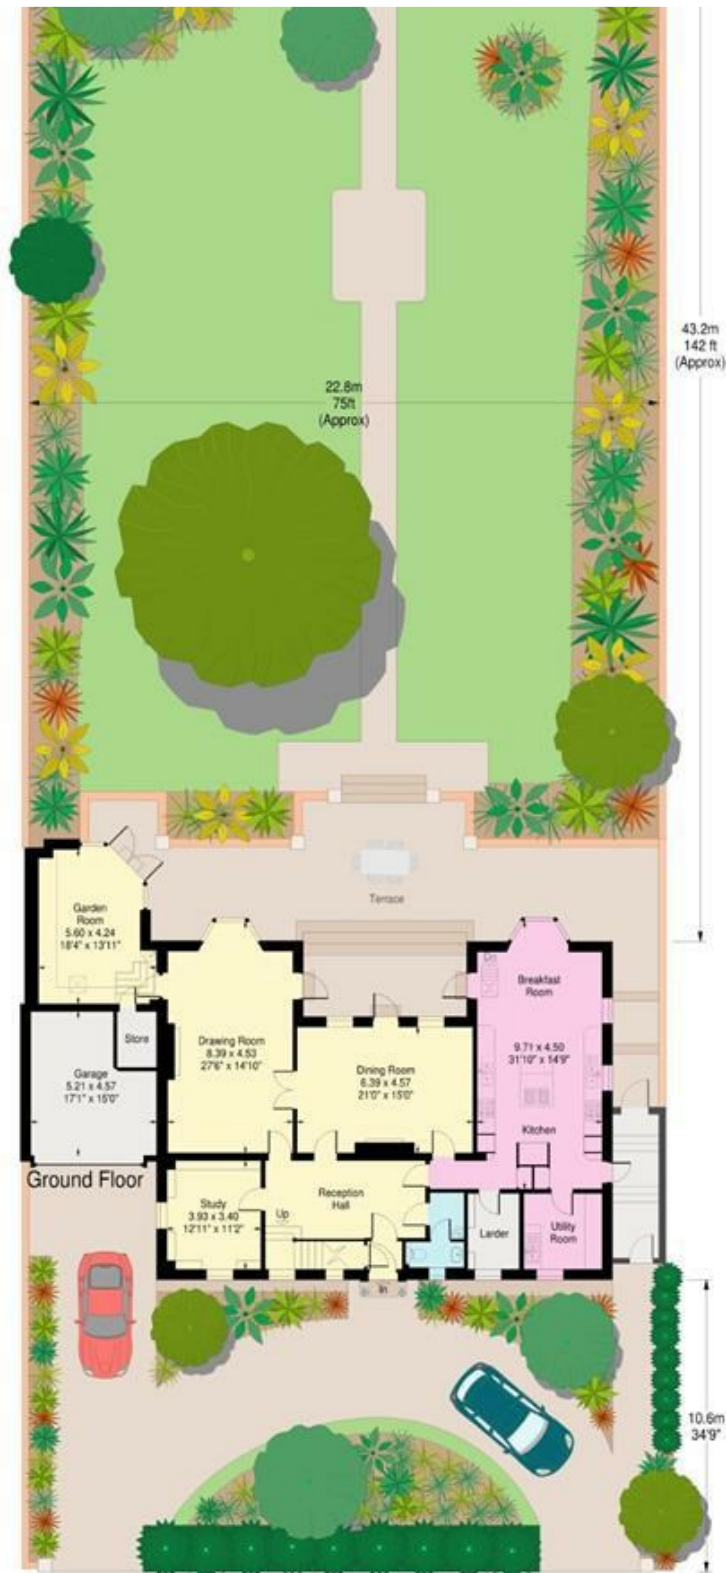 43.2m
142 ft
(Approx)
22.8m
75ft
(Approx)
Terrace
Garden
Room
5.60 x 4.24
18'4" x 13'11"
Breakfast
Room
Store
Drawing Room
8.39 x 4.53
27'6" x 14'10"
9.71 x 4.50
31'10" x 14'9"
Garage
5.21 x 4.57
17'1" x 15'0"
Dining Room
6.39 x 4.57
21'0" x 15'0"
Kitchen
Ground Floor
Study
3.93 x 3.40
12'11" x 11'2"
Up
Reception
Hall
Larder
Utility
Room
In
10.6m
34'9"